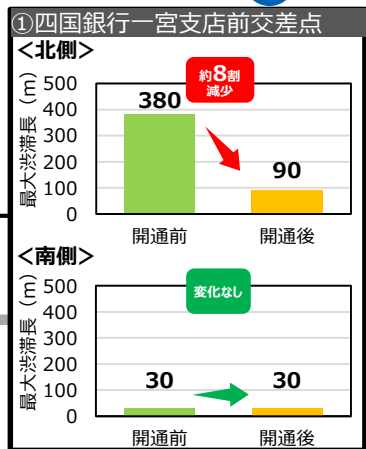 ①四国銀行一宮支店前交差点
＜北側＞
最大渋滞長（m）
500
400
300
200
100
0
380
約8割
減少
90
開通前
開通後
＜南側＞
最大渋滞長（m）
500
400
300
200
100
0
変化なし
30
30
開通前
開通後